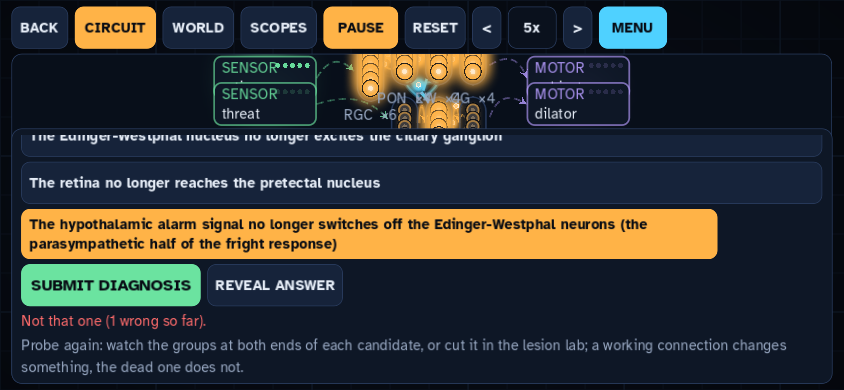 BACK CIRCUIT WORLD SCOPES PAUSE RESET < 5x > MENU
SENSOR MOTOR
SENSOR MOTOR
threat dilator
PON ×4
RGC ×6
The Edinger-Westphal nucleus no longer excites the ciliary ganglion
The retina no longer reaches the pretectal nucleus
The hypothalamic alarm signal no longer switches off the Edinger-Westphal neurons (the
parasympathetic half of the fright response)
SUBMIT DIAGNOSIS REVEAL ANSWER
Not that one (1 wrong so far).
Probe again: watch the groups at both ends of each candidate, or cut it in the lesion lab; a working connection changes
something, the dead one does not.